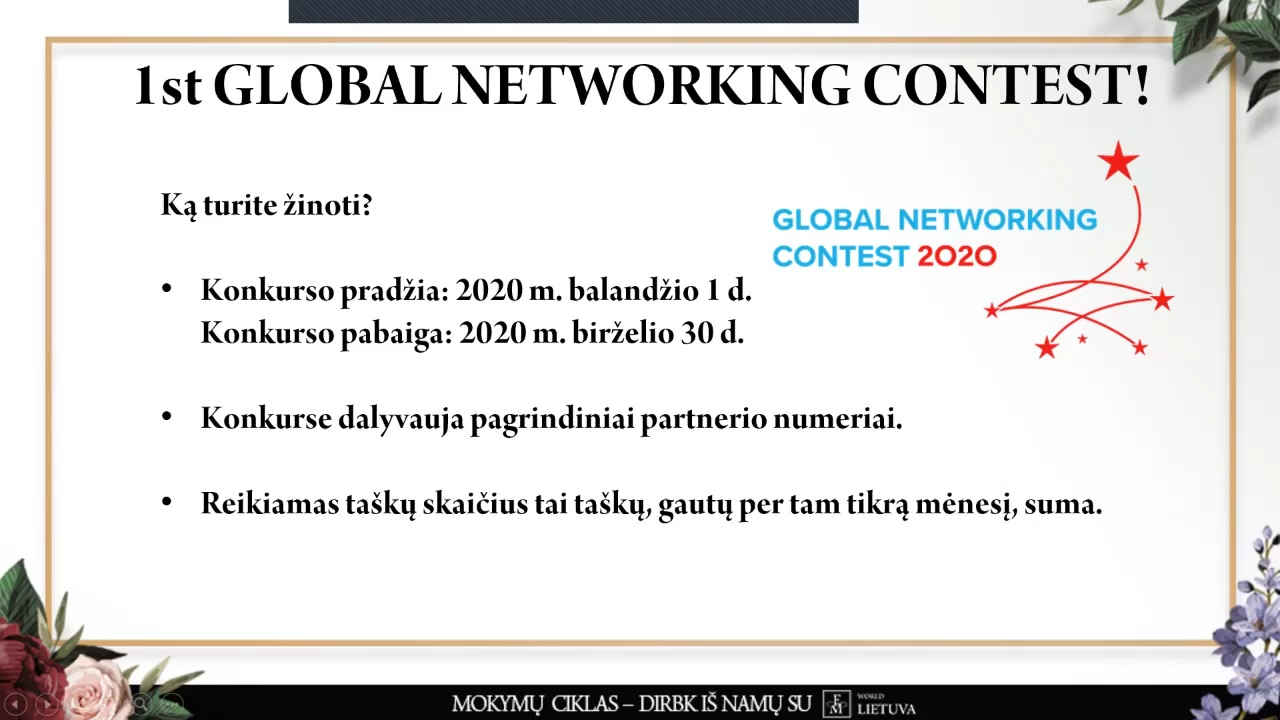 1st GLOBAL NETWORKING CONTEST!
Ką turite žinoti?
GLOBAL NETWORKING
CONTEST 2020
• Konkurso pradžia: 2020 m. balandžio 1 d.
Konkurso pabaiga: 2020 m. birželio 30 d.
• Konkurse dalyvauja pagrindiniai partnerio numeriai.
• Reikiamas taškų skaičius tai taškų, gautų per tam tikrą mėnesį, suma.
MOKYMŲ CIKLAS – DIRBK IŠ NAMŲ SU FM WORLD LIETUVA